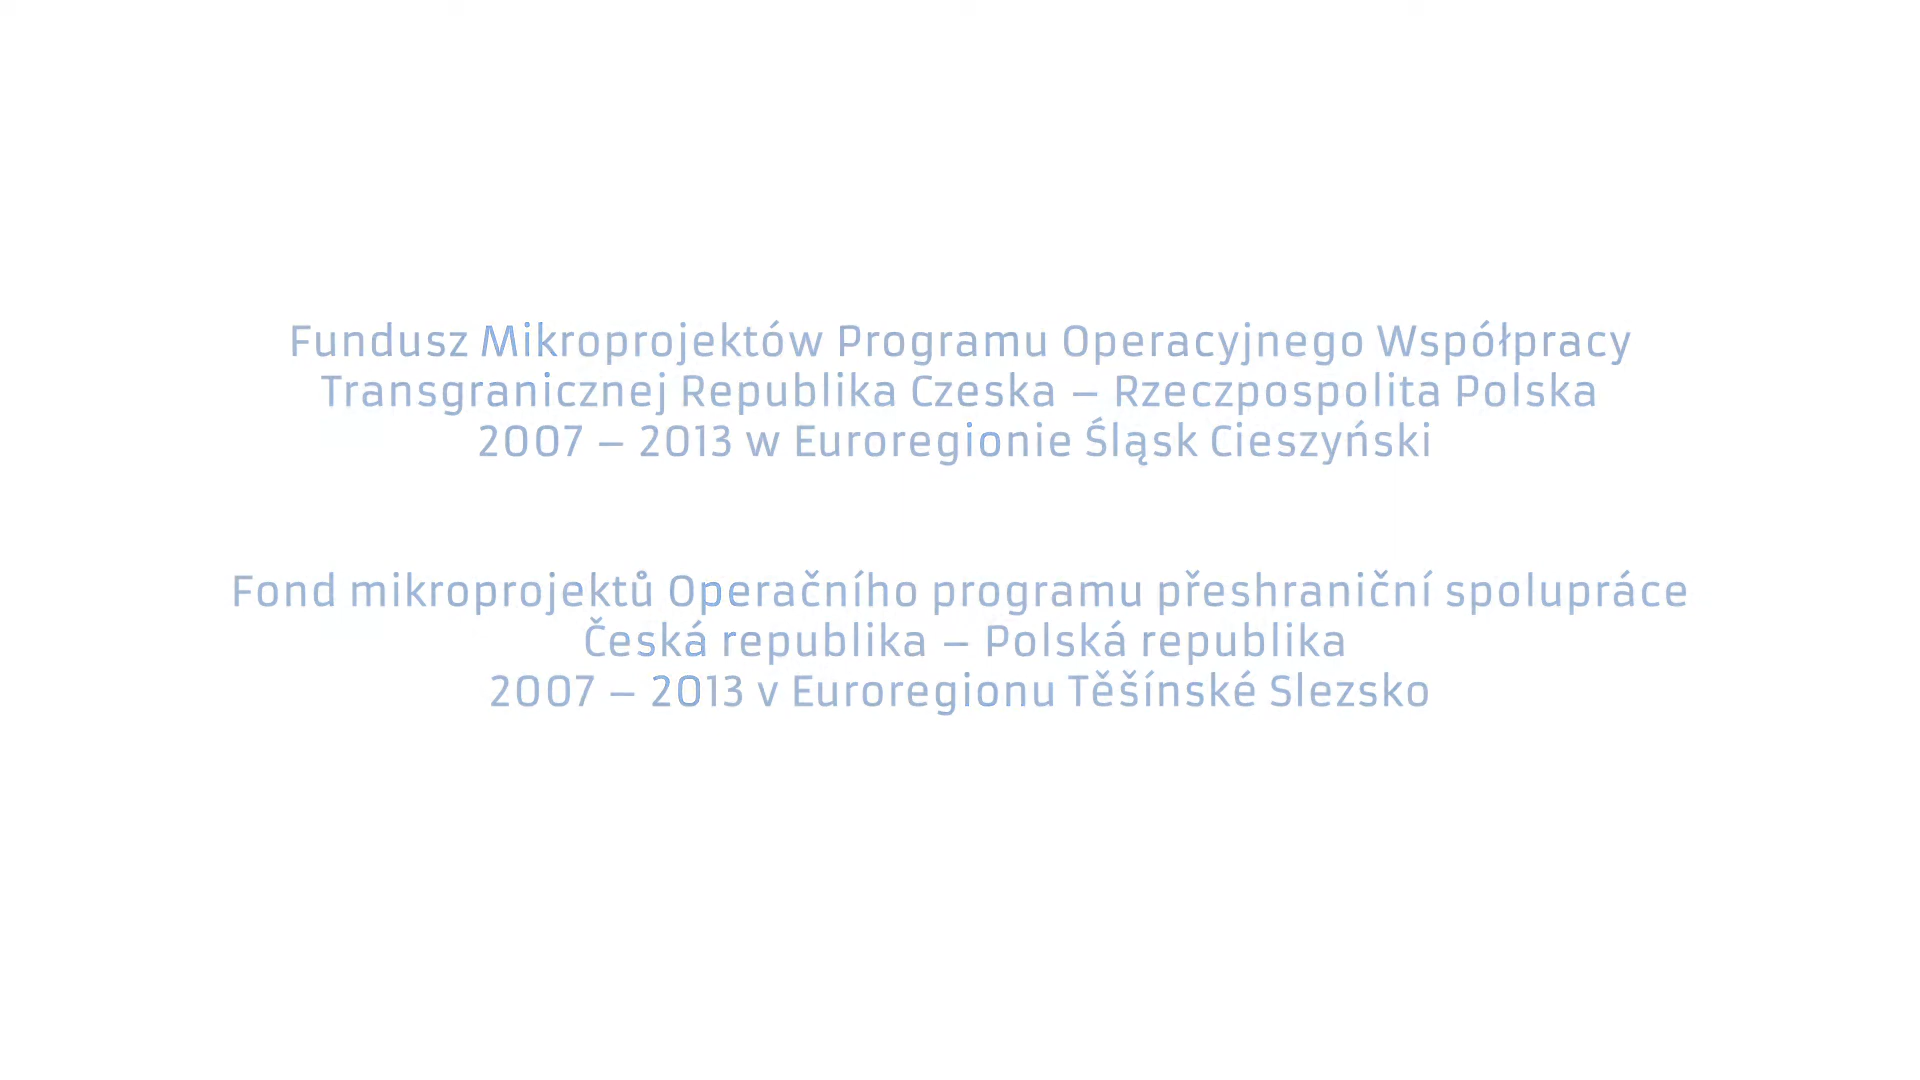 Fundusz Mikroprojektów Programu Operacyjnego Współpracy
Transgranicznej Republika Czeska – Rzeczpospolita Polska
2007 – 2013 w Euroregionie Śląsk Cieszyński
Fond mikroprojektů Operačního programu přeshraniční spolupráce
Česká republika – Polská republika
2007 – 2013 v Euroregionu Těšínské Slezsko